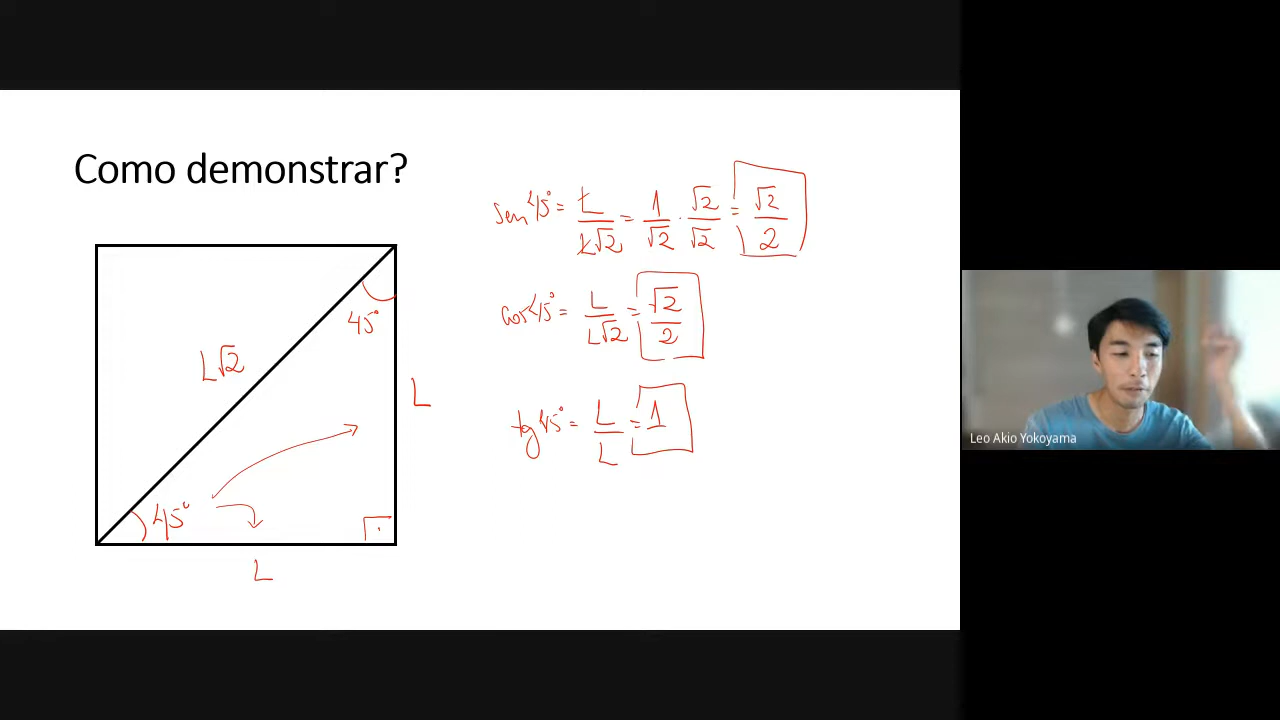 Como demonstrar?
sen 45° = L/L√2 = 1/√2 · √2/√2 = √2/2
45°
cos 45° = L/L√2 = √2/2
L√2
L
tg 45° = L/L = 1
45°
L
Leo Akio Yokoyama